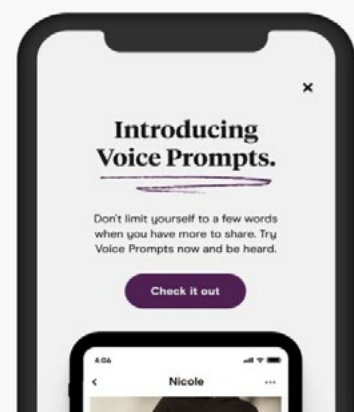 Introducing
Voice Prompts.
Don't limit yourself to a few words
when you have more to share. Try
Voice Prompts now and be heard.
Check it out
4:06
Nicole